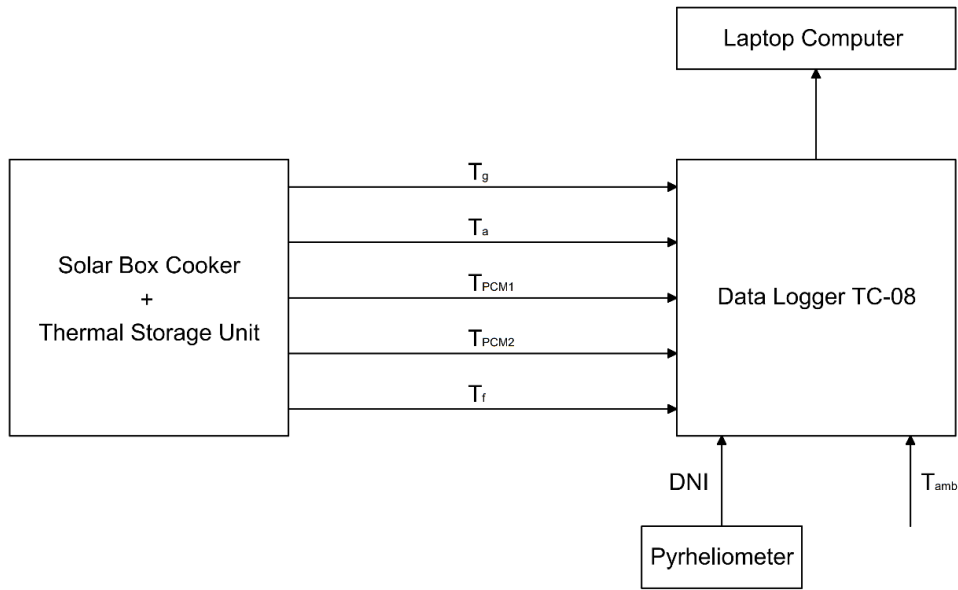 Laptop Computer
Solar Box Cooker
+
Thermal Storage Unit
Tg
Ta
TPCM1
TPCM2
Tf
Data Logger TC-08
DNI
Tamb
Pyrheliometer